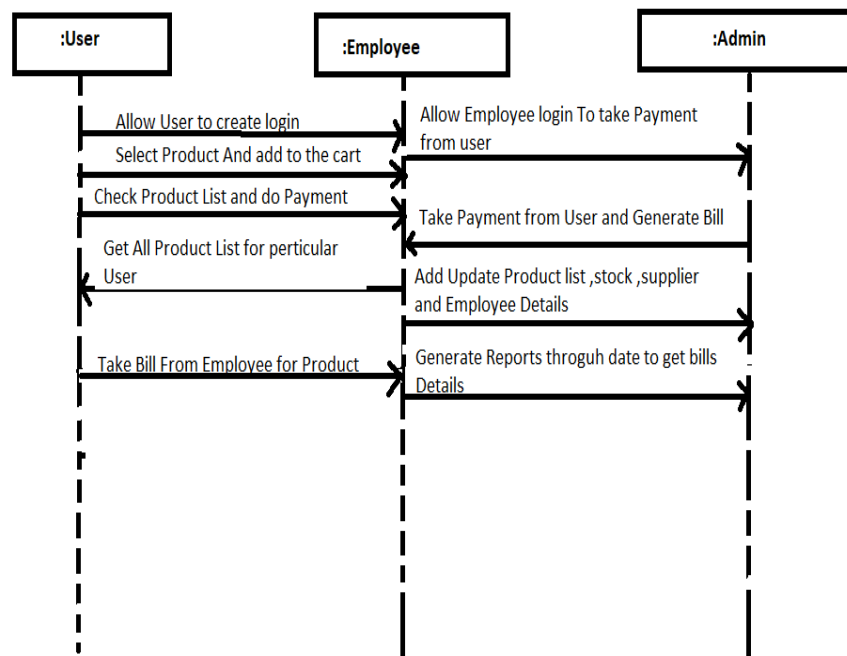 :User
:Employee
:Admin
Allow User to create login
Allow Employee login To take Payment
from user
Select Product And add to the cart
Check Product List and do Payment
Take Payment from User and Generate Bill
Get All Product List for perticular
User
Add Update Product list ,stock ,supplier
and Employee Details
Take Bill From Employee for Product
Generate Reports throguh date to get bills
Details